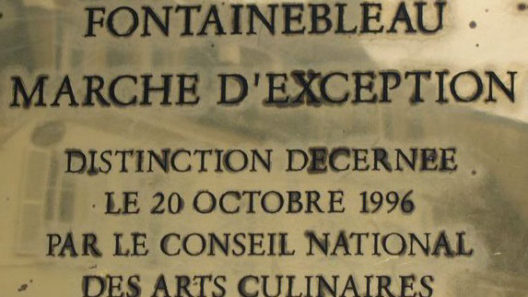 FONTAINEBLEAU
MARCHE D'EXCEPTION
DISTINCTION DECERNEE
LE 20 OCTOBRE 1996
PAR LE CONSEIL NATIONAL
DES ARTS CULINAIRES